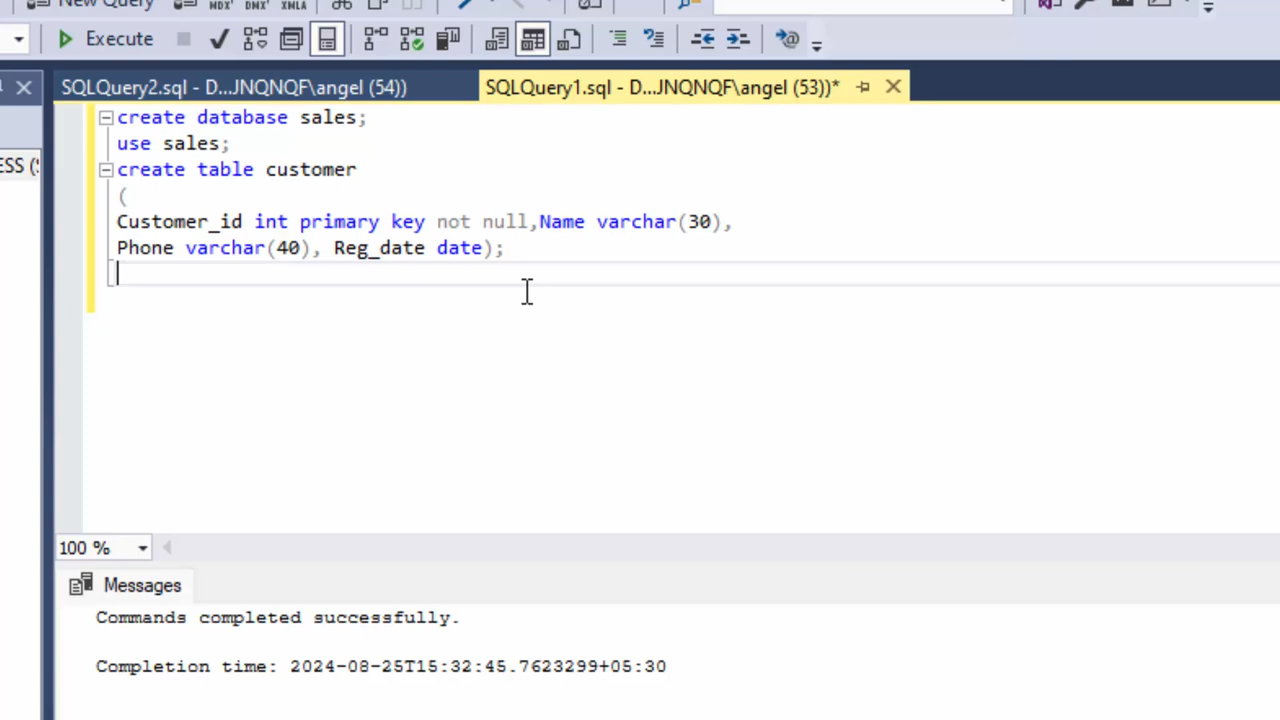 New Query MDX DMX XMLA
Execute
SQLQuery2.sql - D...JNQNQF\angel (54)) SQLQuery1.sql - D...JNQNQF\angel (53))*
create database sales;
use sales;
ESS (
create table customer
(
Customer_id int primary key not null,Name varchar(30),
Phone varchar(40), Reg_date date);
100 %
Messages
Commands completed successfully.
Completion time: 2024-08-25T15:32:45.7623299+05:30